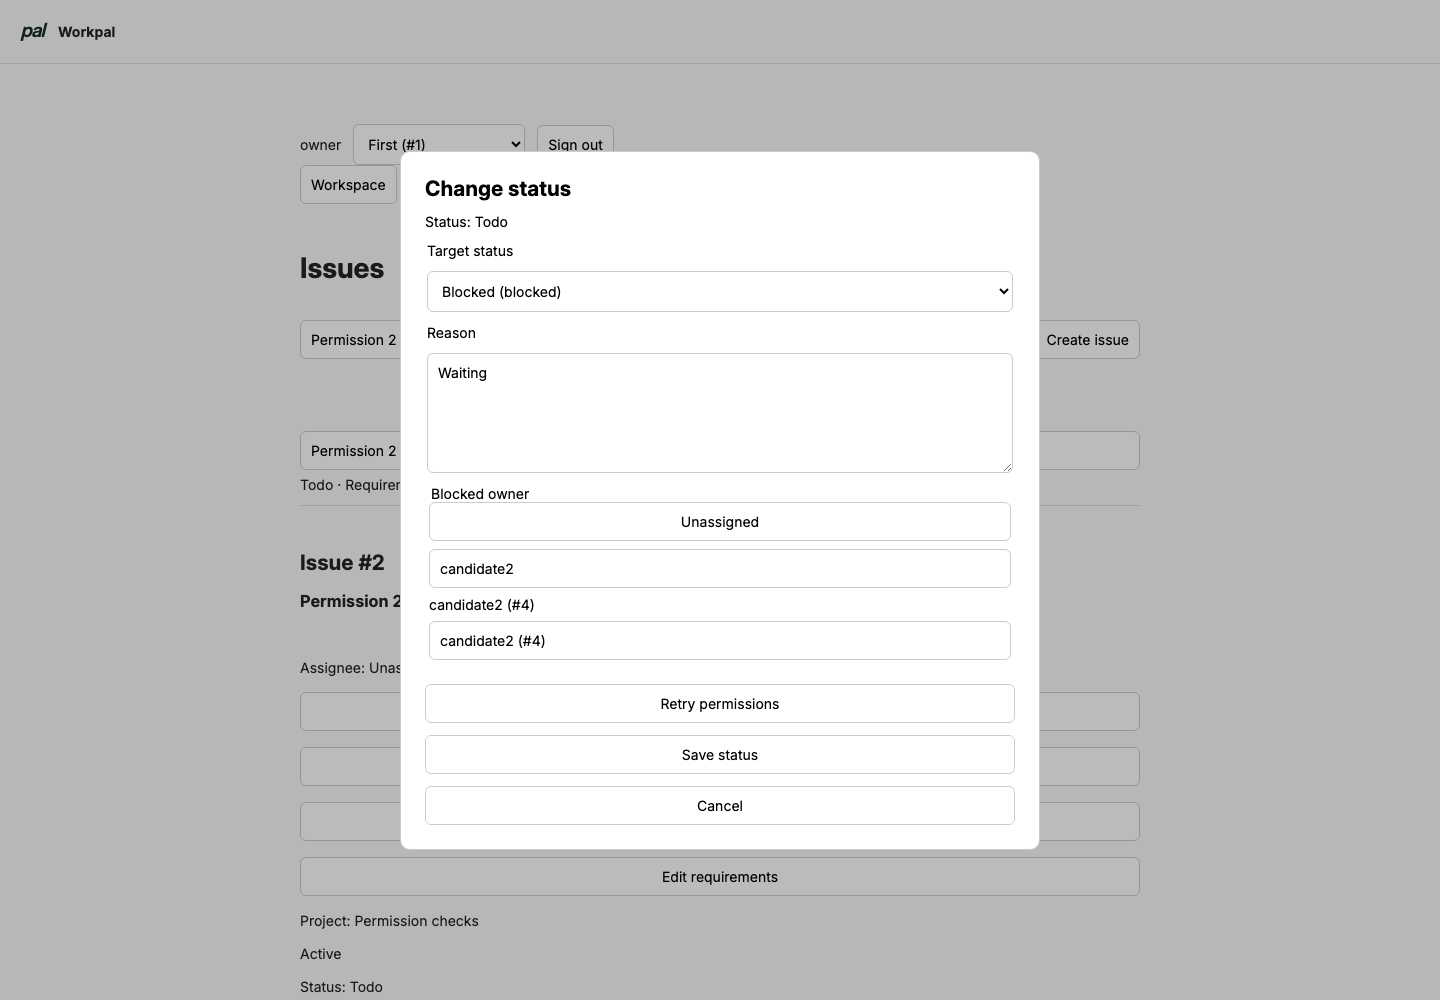 pal Workpal
owner First (#1) Sign out
Workspace
Issues
Permission 2
Create issue
Permission 2
Todo · Requirer
Issue #2
Permission 2
Assignee: Unas
Change status
Status: Todo
Target status
Blocked (blocked)
Reason
Waiting
Blocked owner
Unassigned
candidate2
candidate2 (#4)
candidate2 (#4)
Retry permissions
Save status
Cancel
Edit requirements
Project: Permission checks
Active
Status: Todo